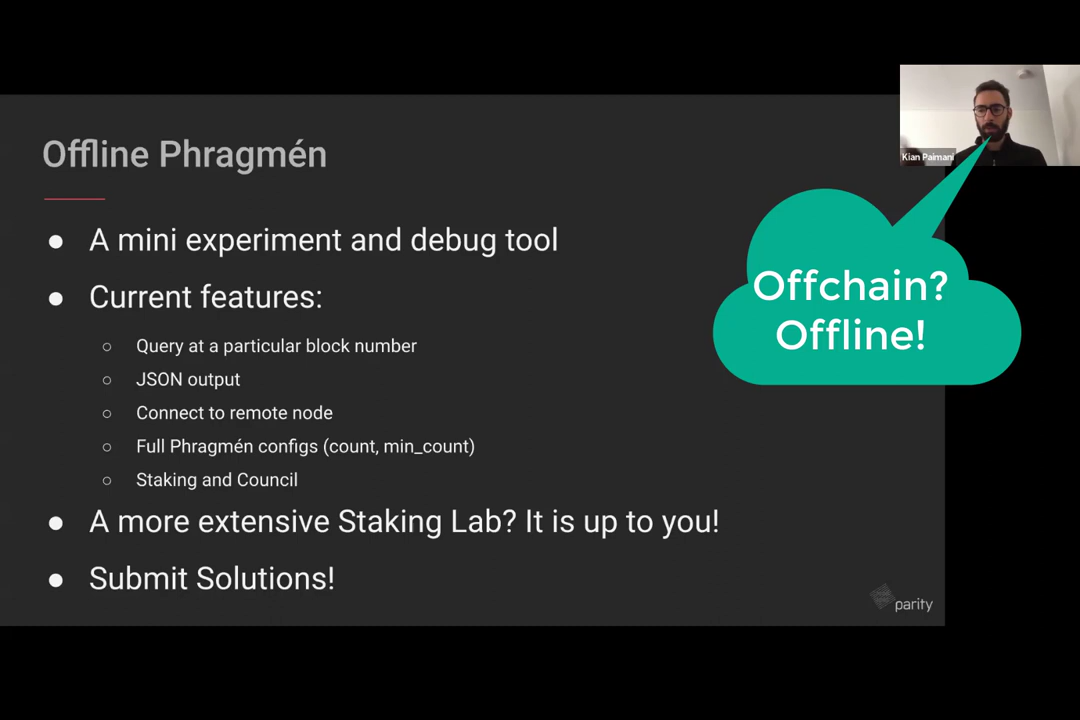 Offline Phragmén
● A mini experiment and debug tool
● Current features:
○ Query at a particular block number
○ JSON output
○ Connect to remote node
○ Full Phragmén configs (count, min_count)
○ Staking and Council
● A more extensive Staking Lab? It is up to you!
● Submit Solutions!
Kian Paimani
Offchain?
Offline!
parity